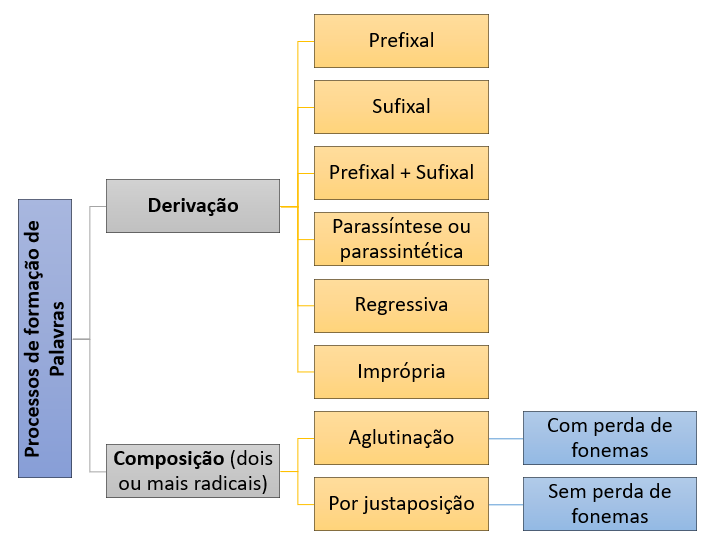 Processos de formação de
Palavras
Derivação
Prefixal
Sufixal
Prefixal + Sufixal
Parassíntese ou
parassintética
Regressiva
Imprópria
Composição (dois
ou mais radicais)
Aglutinação
Com perda de
fonemas
Por justaposição
Sem perda de
fonemas